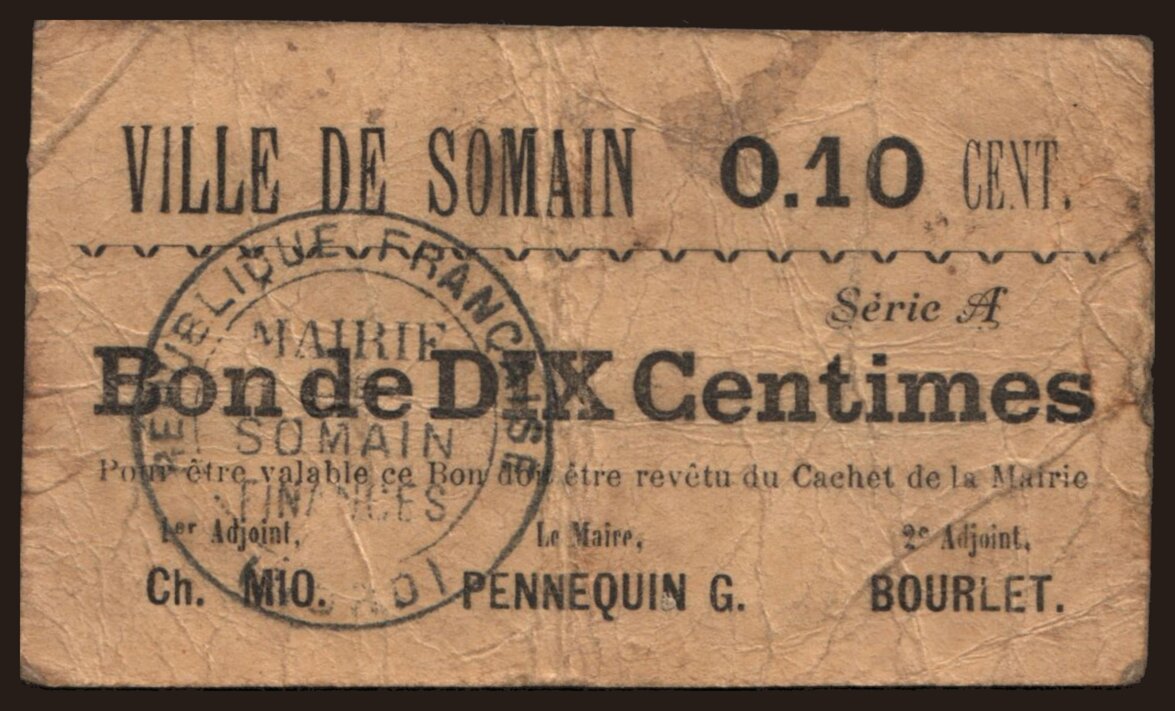 VILLE DE SOMAIN 0.10 CENT.
Série A
Bon de DIX Centimes
Pour être valable ce Bon doit être revêtu du Cachet de la Mairie
1er Adjoint, Le Maire, 2e Adjoint,
Ch. MIO. PENNEQUIN G. BOURLET.
REPUBLIQUE FRANÇAISE
MAIRIE
SOMAIN
FINANCES